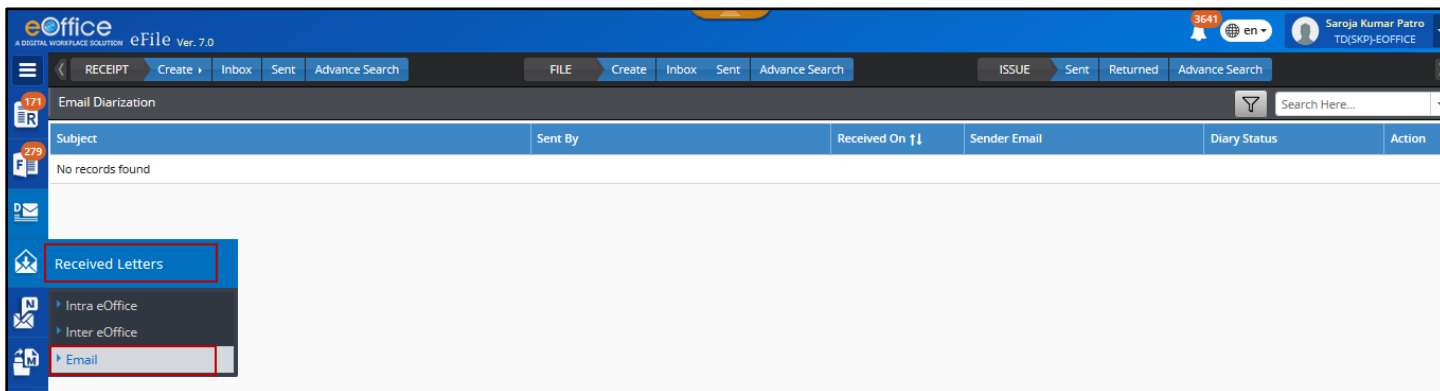 eOffice
A DIGITAL WORKPLACE SOLUTION eFile Ver. 7.0
3641
en
Saroja Kumar Patro
TD(SKP)-EOFFICE
RECEIPT Create Inbox Sent Advance Search FILE Create Inbox Sent Advance Search ISSUE Sent Returned Advance Search
171
R
Email Diarization
Search Here...
Subject Sent By Received On Sender Email Diary Status Action
279
F
No records found
D
Received Letters
N
Intra eOffice
Inter eOffice
M
Email